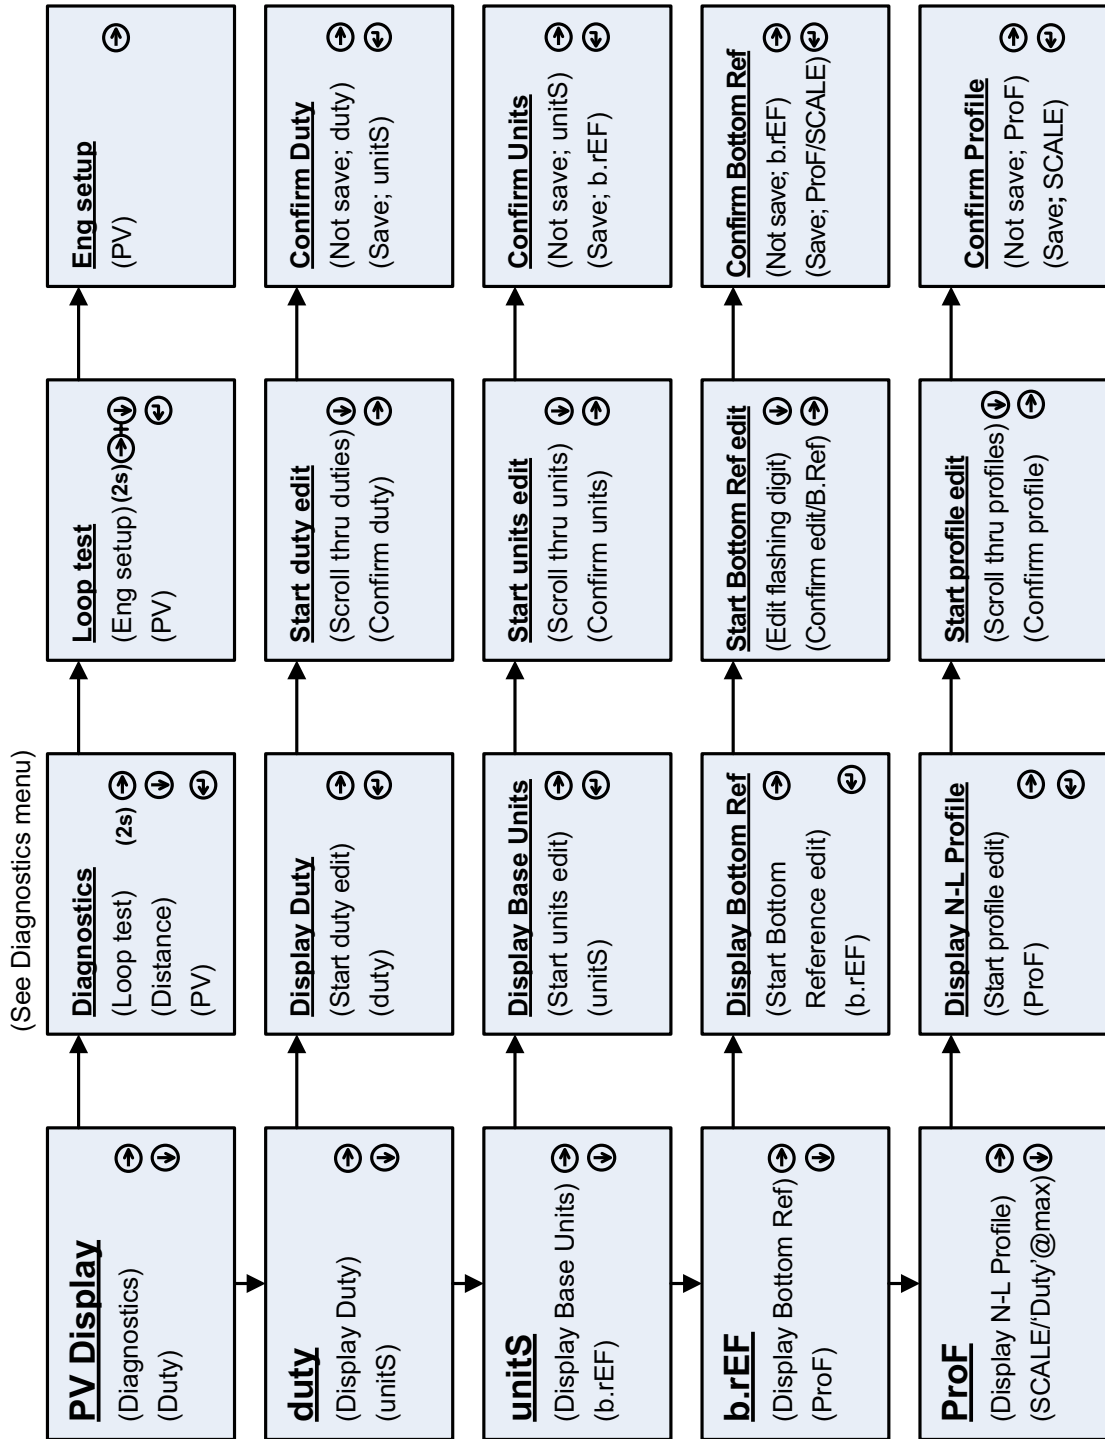 (See Diagnostics menu)
PV Display
(Diagnostics)
(Duty)
Diagnostics
(Loop test) (2s)
(Distance)
(PV)
Loop test
(Eng setup) (2s) +
(PV)
Eng setup
(PV)
duty
(Display Duty)
(unitS)
Display Duty
(Start duty edit)
(duty)
Start duty edit
(Scroll thru duties)
(Confirm duty)
Confirm Duty
(Not save; duty)
(Save; unitS)
unitS
(Display Base Units)
(b.rEF)
Display Base Units
(Start units edit)
(unitS)
Start units edit
(Scroll thru units)
(Confirm units)
Confirm Units
(Not save; unitS)
(Save; b.rEF)
b.rEF
(Display Bottom Ref)
(ProF)
Display Bottom Ref
(Start Bottom
Reference edit)
(b.rEF)
Start Bottom Ref edit
(Edit flashing digit)
(Confirm edit/B.Ref)
Confirm Bottom Ref
(Not save; b.rEF)
(Save; ProF/SCALE)
ProF
(Display N-L Profile)
(SCALE/‘Duty’@max)
Display N-L Profile
(Start profile edit)
(ProF)
Start profile edit
(Scroll thru profiles)
(Confirm profile)
Confirm Profile
(Not save; ProF)
(Save; SCALE)